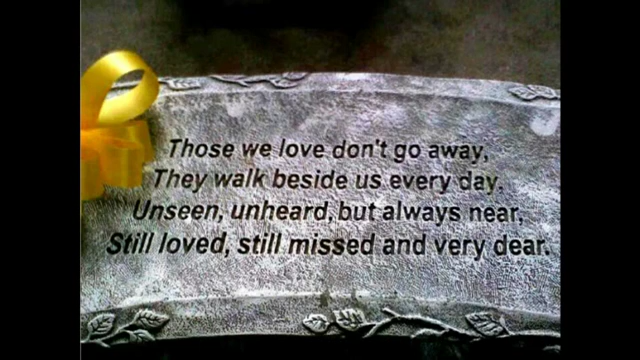 Those we love don't go away,
They walk beside us every day.
Unseen, unheard, but always near,
Still loved, still missed and very dear.